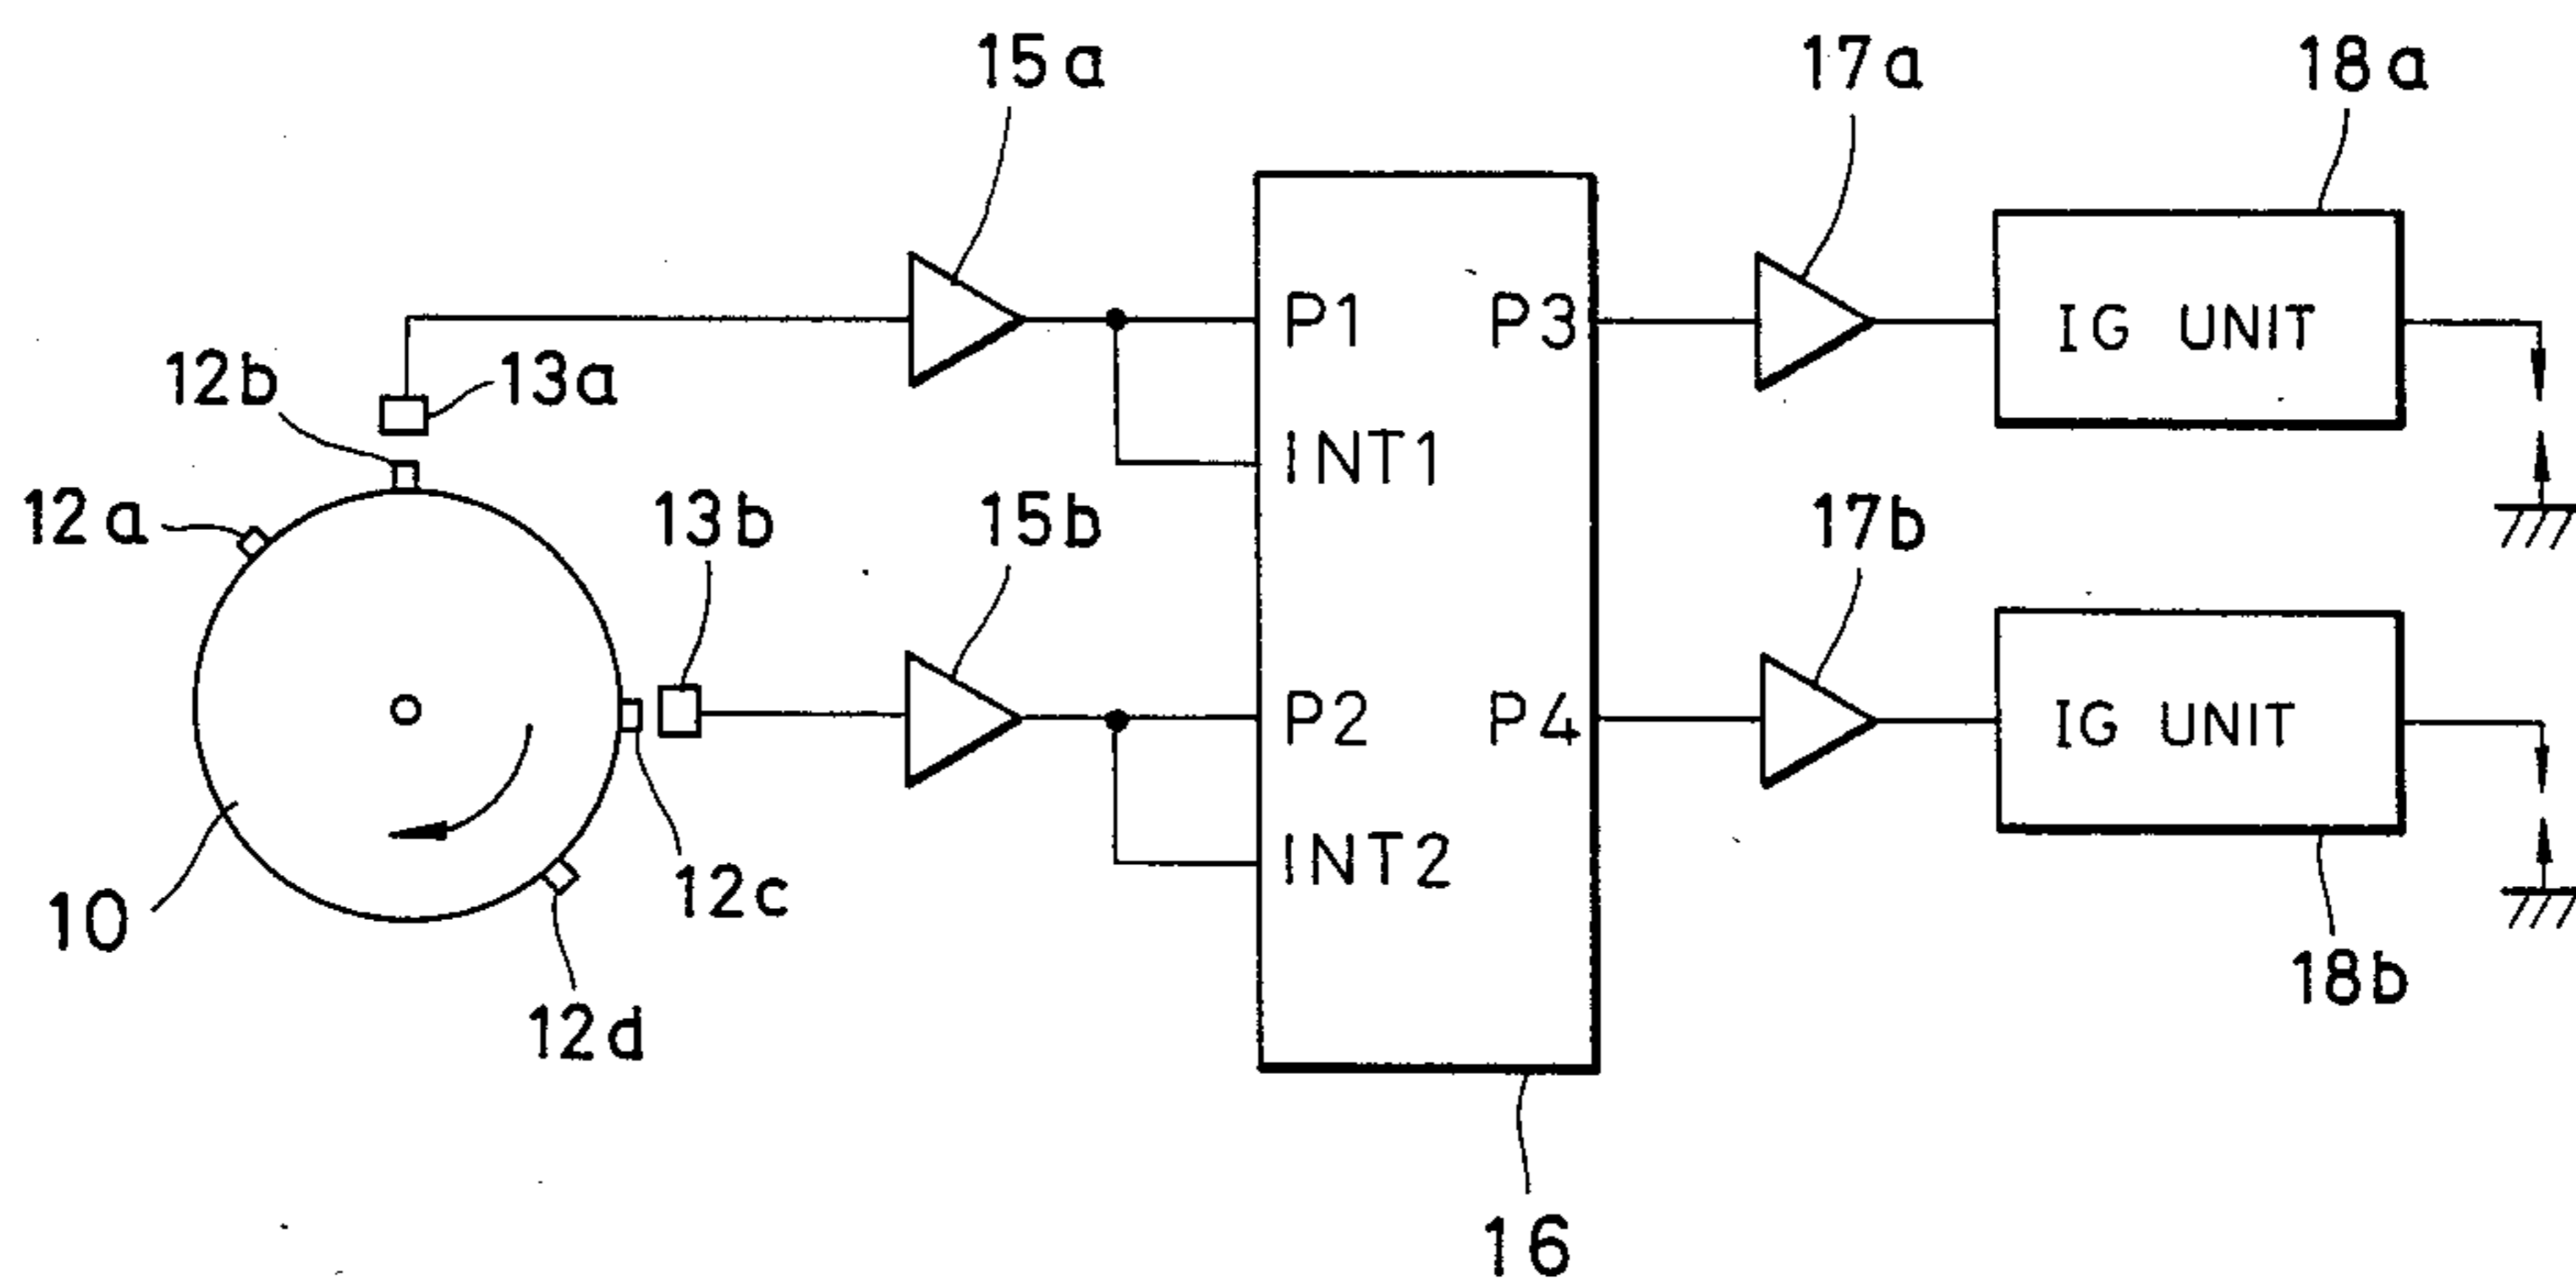 15a
17a
18a
12b
13a
P1
P3
IG UNIT
INT1
12a
13b
15b
17b
P2
P4
IG UNIT
INT2
12c
10
12d
18b
16